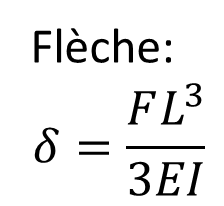 Flèche:
δ = FL³/3EI